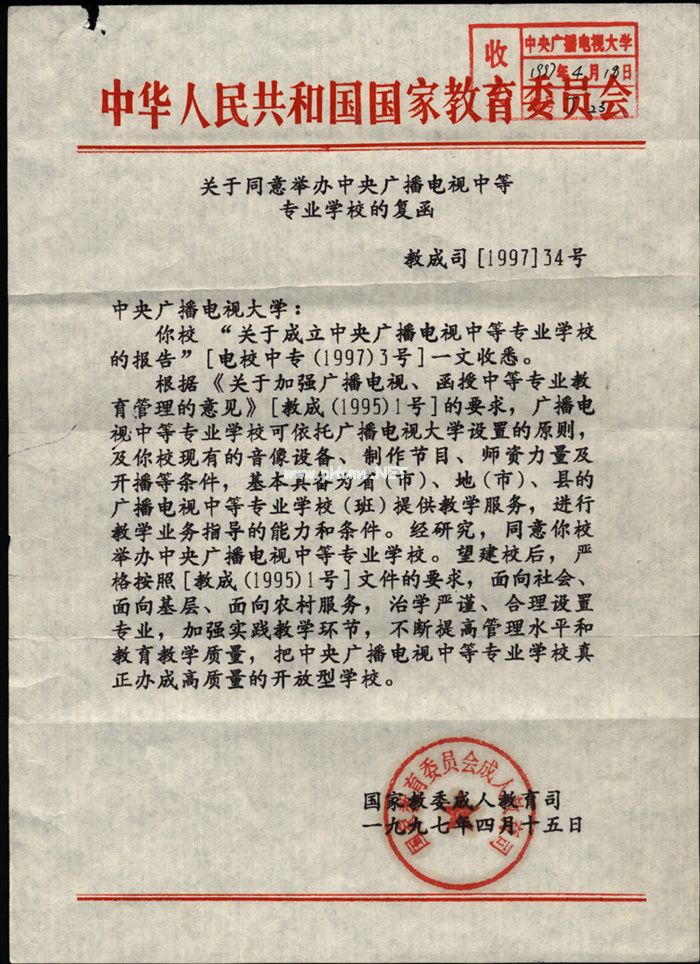 收
中央广播电视大学
1997年4月19日
23
中华人民共和国国家教育委员会
关于同意举办中央广播电视中等
专业学校的复函
教成司[1997]34号
中央广播电视大学：
你校“关于成立中央广播电视中等专业学校
的报告”[电校中专(1997)3号]一文收悉。
根据《关于加强广播电视、函授中等专业教
育管理的意见》[教成(1995)1号]的要求，广播电
视中等专业学校可依托广播电视大学设置的原则，
及你校现有的音像设备、制作节目、师资力量及
开播等条件，基本具备为省(市)、地(市)、县的
广播电视中等专业学校(班)提供教学服务，进行
教学业务指导的能力和条件。经研究，同意你校
举办中央广播电视中等专业学校。望建校后，严
格按照[教成(1995)1号]文件的要求，面向社会、
面向基层、面向农村服务，治学严谨、合理设置
专业，加强实践教学环节，不断提高管理水平和
教育教学质量，把中央广播电视中等专业学校真
正办成高质量的开放型学校。
国家教委成人教育司
一九九七年四月十五日
国家教育委员会成人教育司